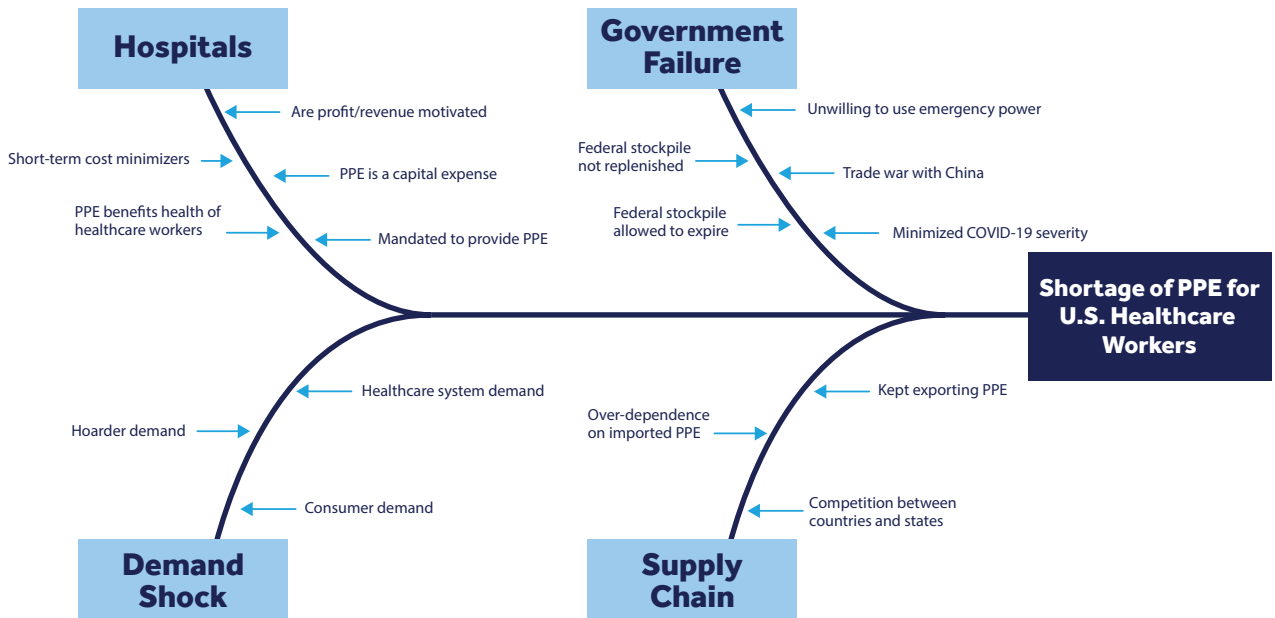 Hospitals
Are profit/revenue motivated
Short-term cost minimizers
PPE is a capital expense
PPE benefits health of
healthcare workers
Mandated to provide PPE
Government
Failure
Unwilling to use emergency power
Federal stockpile
not replenished
Trade war with China
Federal stockpile
allowed to expire
Minimized COVID-19 severity
Shortage of PPE for
U.S. Healthcare
Workers
Healthcare system demand
Hoarder demand
Consumer demand
Demand
Shock
Kept exporting PPE
Over-dependence
on imported PPE
Competition between
countries and states
Supply
Chain